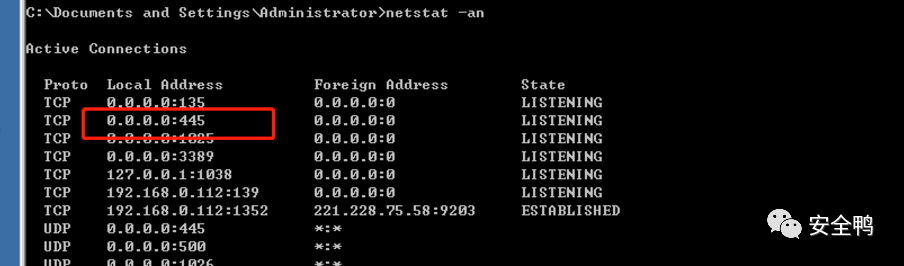 C:\Documents and Settings\Administrator>netstat -an
Active Connections
Proto Local Address Foreign Address State
TCP 0.0.0.0:135 0.0.0.0:0 LISTENING
TCP 0.0.0.0:445 0.0.0.0:0 LISTENING
TCP 0.0.0.0:1025 0.0.0.0:0 LISTENING
TCP 0.0.0.0:3389 0.0.0.0:0 LISTENING
TCP 127.0.0.1:1038 0.0.0.0:0 LISTENING
TCP 192.168.0.112:139 0.0.0.0:0 LISTENING
TCP 192.168.0.112:1352 221.228.75.58:9203 ESTABLISHED
UDP 0.0.0.0:445 *:*
UDP 0.0.0.0:500 *:*
UDP 0.0.0.0:1026 *:*
安全鸭